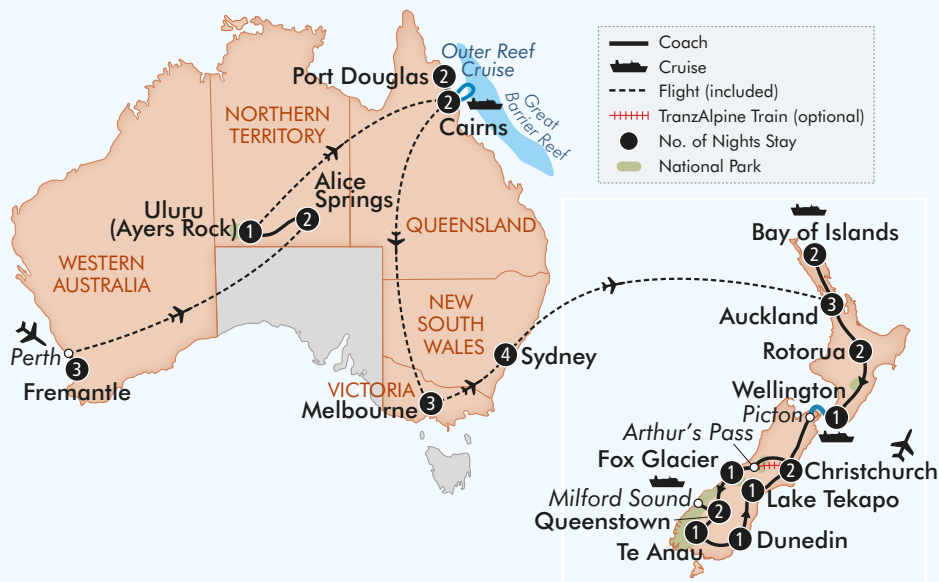 Outer Reef
Cruise
Port Douglas
2
2
Cairns
Great
Barrier Reef
NORTHERN
TERRITORY
Alice
Springs
2
Uluru
(Ayers Rock)
1
QUEENSLAND
WESTERN
AUSTRALIA
NEW
SOUTH
WALES
Perth
3
Fremantle
4
Sydney
VICTORIA
Melbourne
3
Coach
Cruise
Flight (included)
TranzAlpine Train (optional)
No. of Nights Stay
National Park
Bay of Islands
2
Auckland
3
Rotorua
2
Wellington
Picton
1
Arthur's Pass
Fox Glacier
1
2
Christchurch
1
Lake Tekapo
Milford Sound
Queenstown
2
Te Anau
1
1
Dunedin